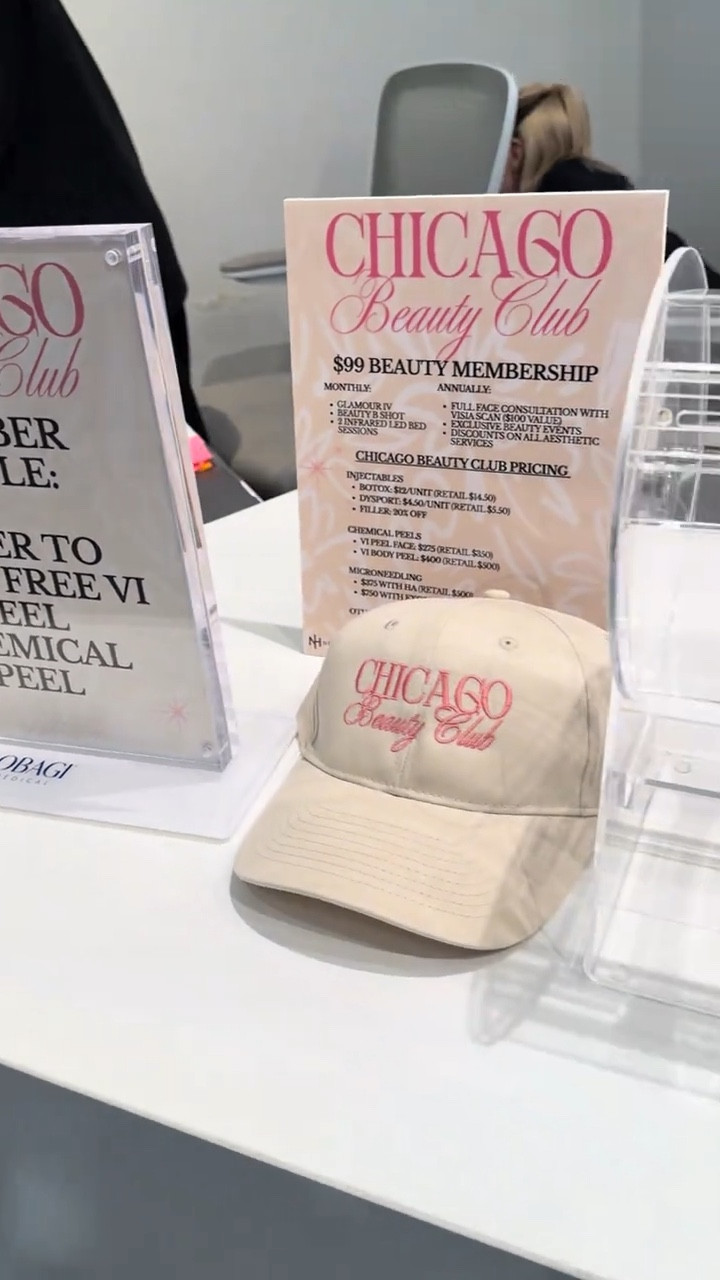 GO
Club
BER
LE:
ER TO
FREE VI
EEL
EMICAL
PEEL
OBAGI
MEDICAL
CHICAGO
Beauty Club
$99 BEAUTY MEMBERSHIP
MONTHLY:
• GLAMOUR IV
• BEAUTY B SHOT
• 2 INFRARED LED BED
SESSIONS
ANNUALLY:
• FULL FACE CONSULTATION WITH
VISIA SCAN ($100 VALUE)
• EXCLUSIVE BEAUTY EVENTS
• DISCOUNTS ON ALL AESTHETIC
SERVICES
CHICAGO BEAUTY CLUB PRICING
INJECTABLES
• BOTOX: $12/UNIT (RETAIL $14.50)
• DYSPORT: $4.50/UNIT (RETAIL $5.50)
• FILLER: 20% OFF
CHEMICAL PEELS
• VI PEEL FACE: $275 (RETAIL $350)
• VI BODY PEEL: $400 (RETAIL $500)
MICRONEEDLING
• $375 WITH HA (RETAIL $500)
• $750 WITH
CHICAGO
Beauty Club